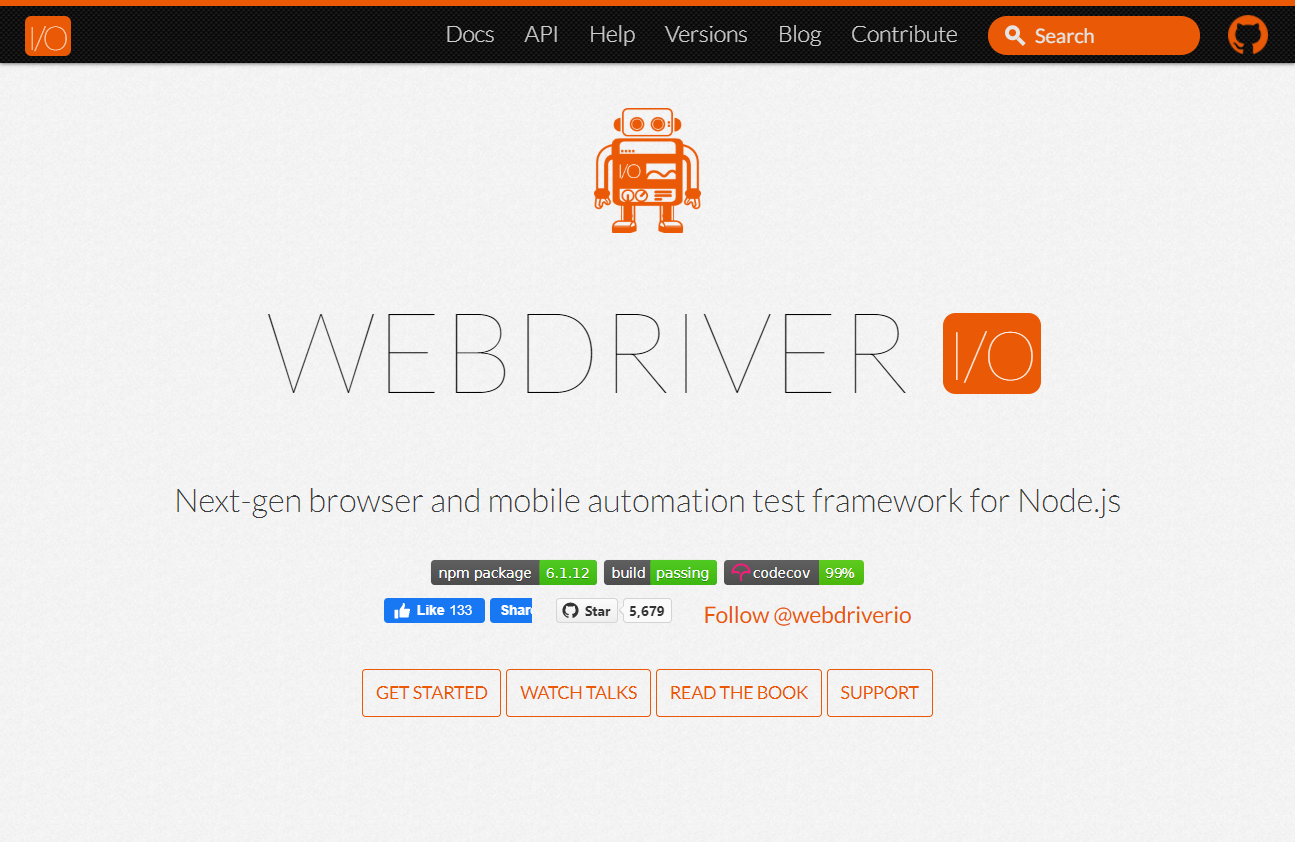 I/O Docs API Help Versions Blog Contribute Search
I/O
WEBDRIVER I/O
Next-gen browser and mobile automation test framework for Node.js
npm package 6.1.12 build passing codecov 99%
Like 133 Share Star 5,679 Follow @webdriverio
GET STARTED WATCH TALKS READ THE BOOK SUPPORT